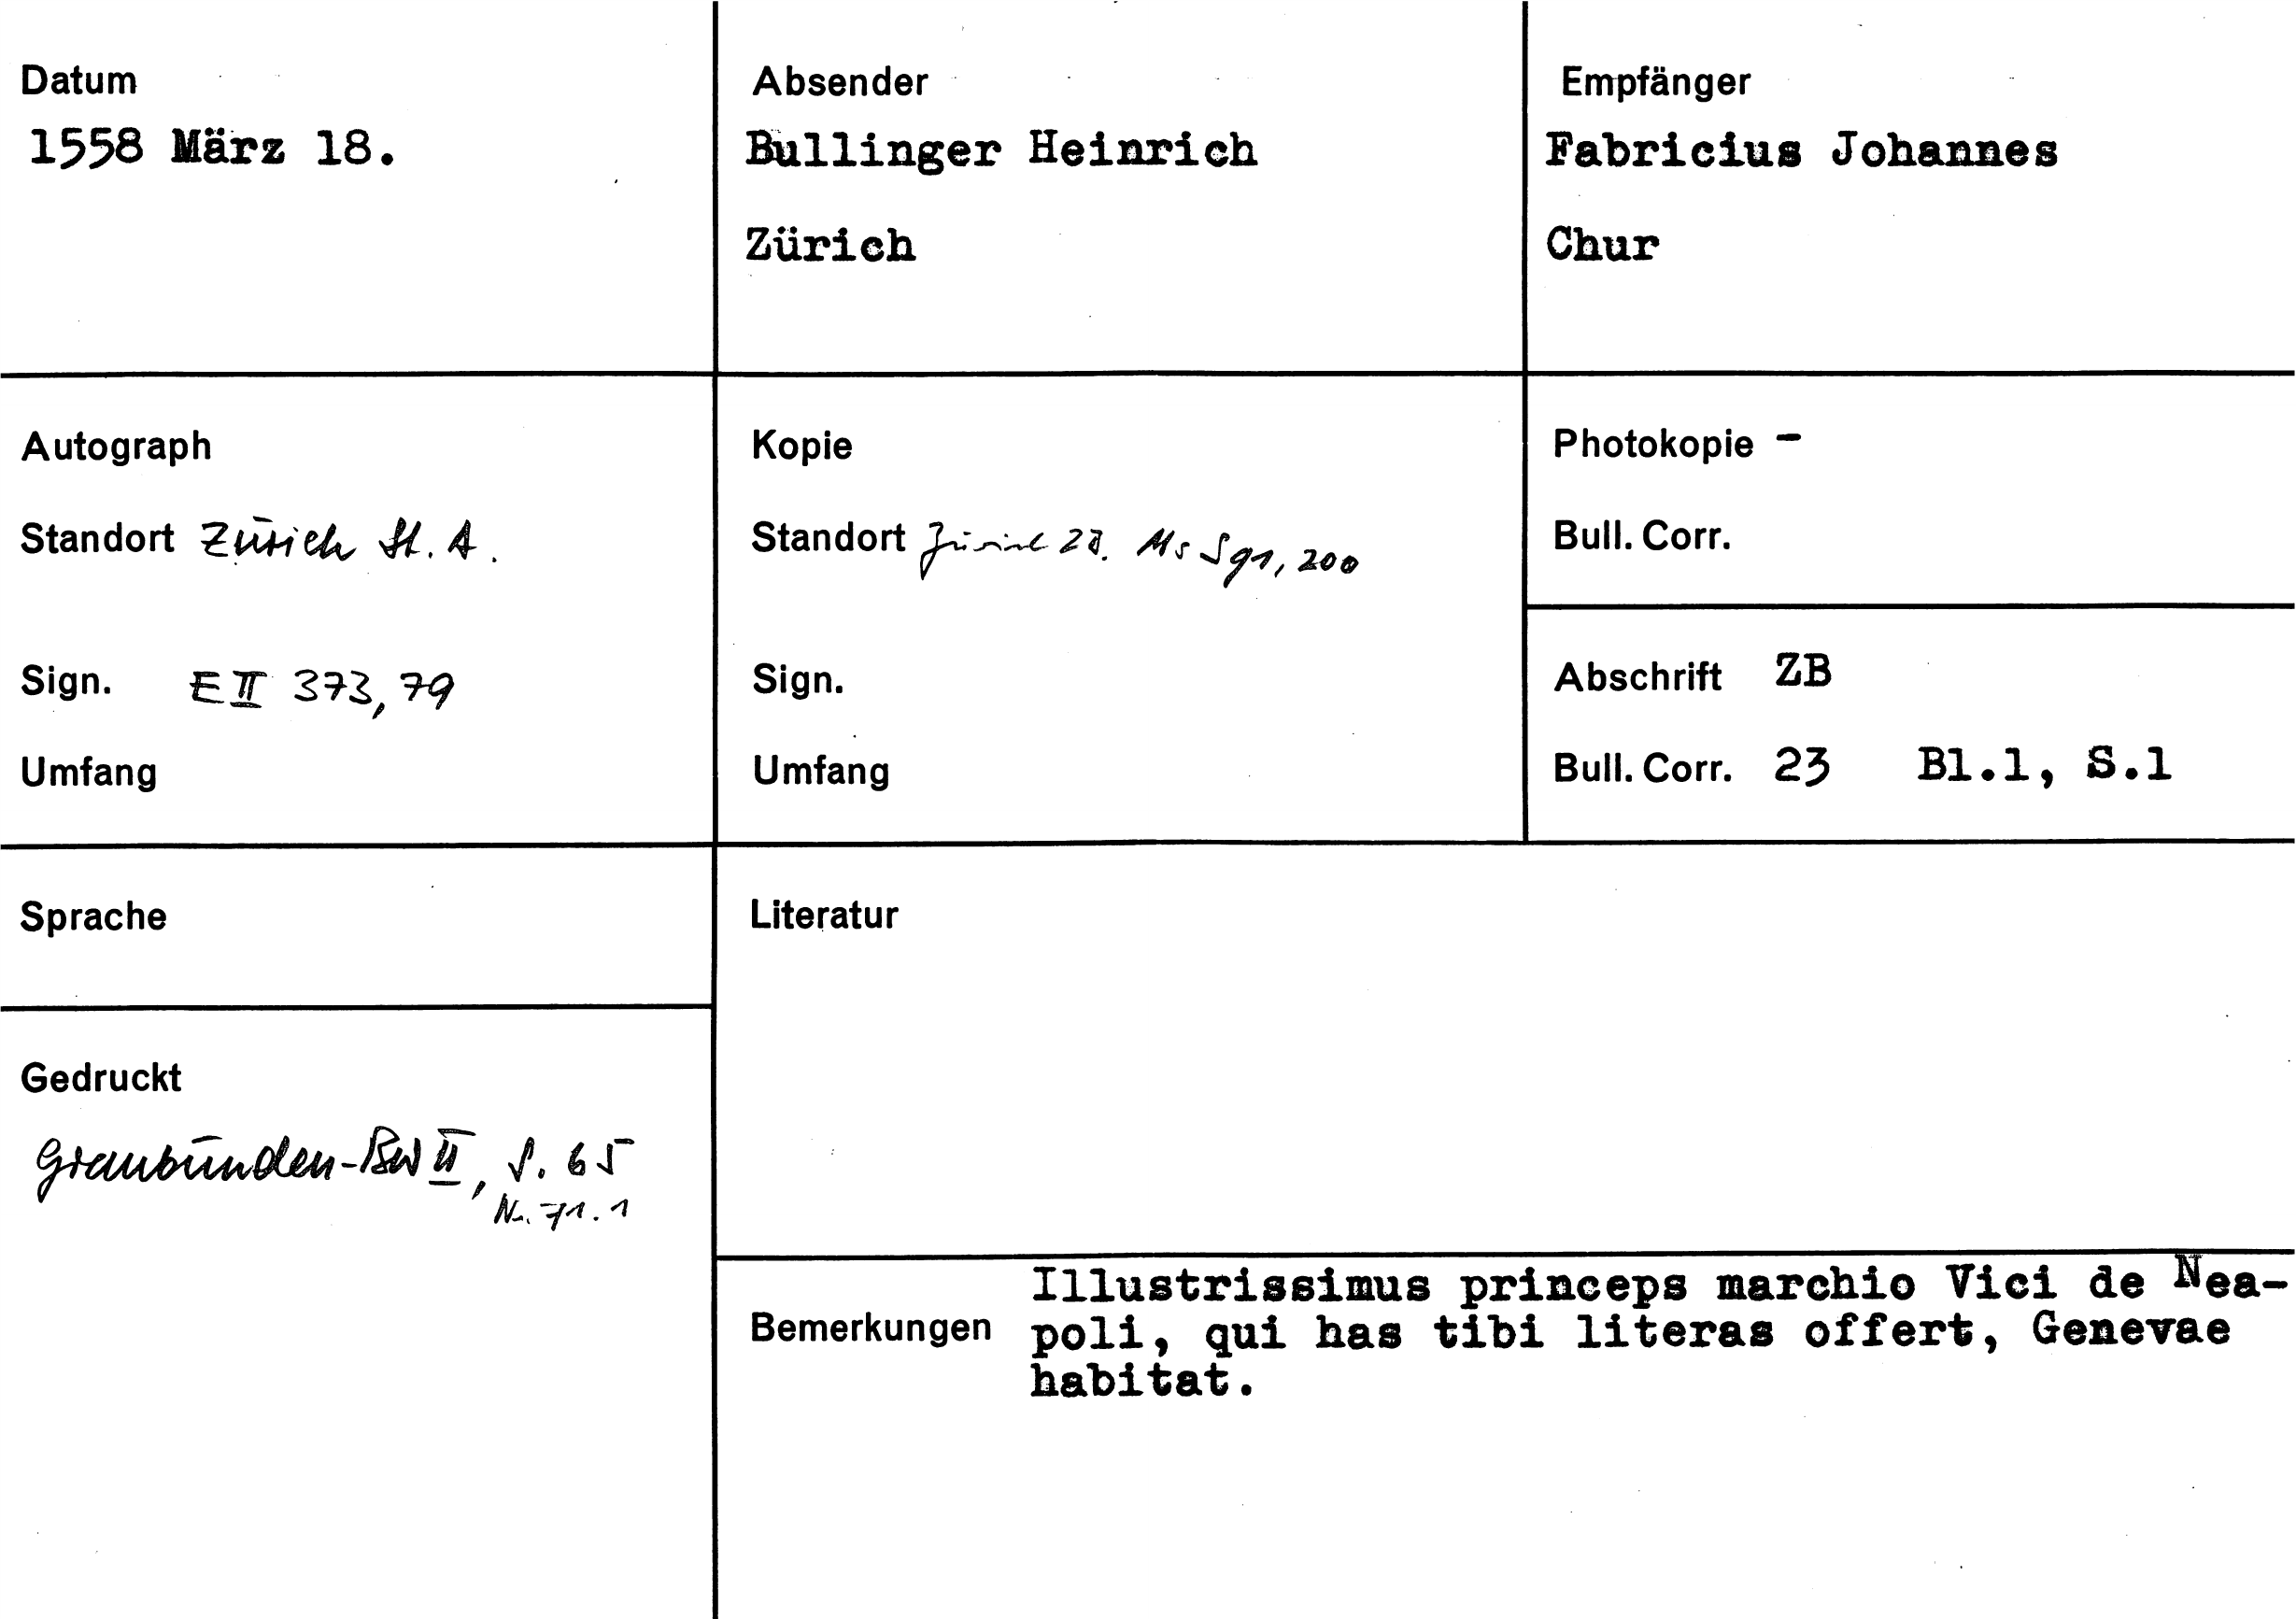 Datum
1558 März 18.
Absender
Bullinger Heinrich
Zürich
Empfänger
Fabricius Johannes
Chur
Autograph
Standort Zürich St. A.
Sign. E II 373, 79
Umfang
Kopie
Standort Zürich ZB. Ms S 91, 200
Sign.
Umfang
Photokopie -
Bull. Corr.
Abschrift ZB
Bull. Corr. 23 Bl.1, S.1
Sprache
Gedruckt
Graubünden-BW II, S. 65
Nr. 71.1
Literatur
Bemerkungen
Illustrissimus princeps marchio Vici de Nea-
poli, qui has tibi literas offert, Genevae
habitat.